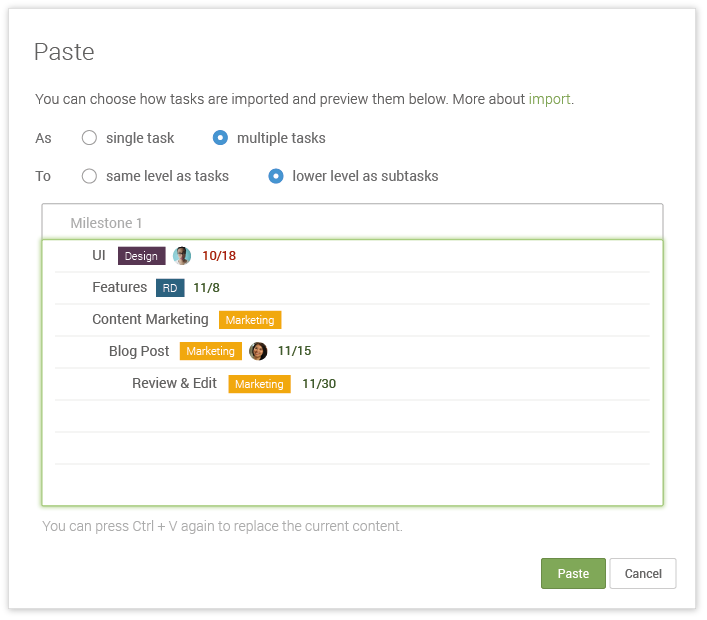 Paste
You can choose how tasks are imported and preview them below. More about import.
As single task multiple tasks
To same level as tasks lower level as subtasks
Milestone 1
UI Design 10/18
Features RD 11/8
Content Marketing Marketing
Blog Post Marketing 11/15
Review & Edit Marketing 11/30
You can press Ctrl + V again to replace the current content.
Paste Cancel